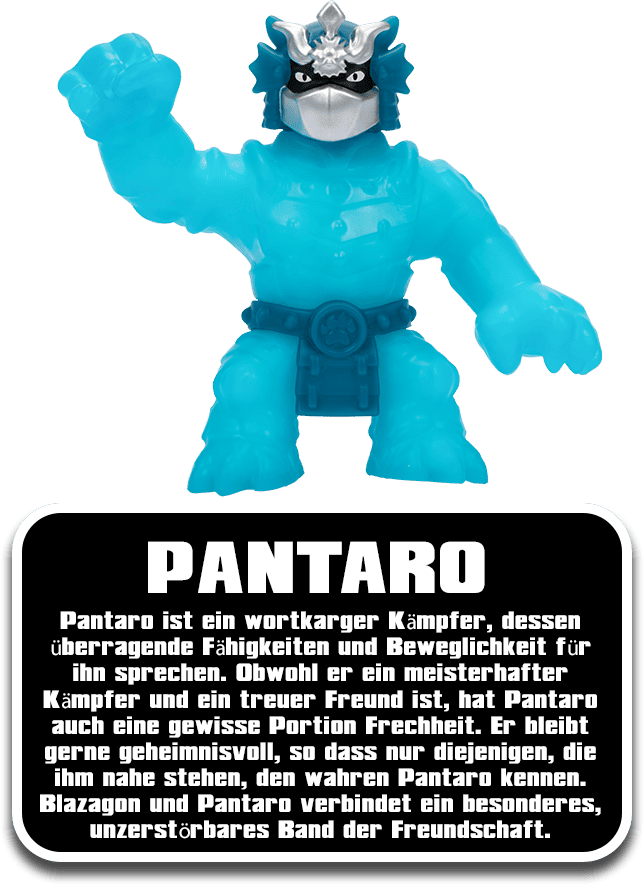 PANTARO
Pantaro ist ein wortkarger Kämpfer, dessen
überragende Fähigkeiten und Beweglichkeit für
ihn sprechen. Obwohl er ein meisterhafter
Kämpfer und ein treuer Freund ist, hat Pantaro
auch eine gewisse Portion Frechheit. Er bleibt
gerne geheimnisvoll, so dass nur diejenigen, die
ihm nahe stehen, den wahren Pantaro kennen.
Blazagon und Pantaro verbindet ein besonderes,
unzerstörbares Band der Freundschaft.